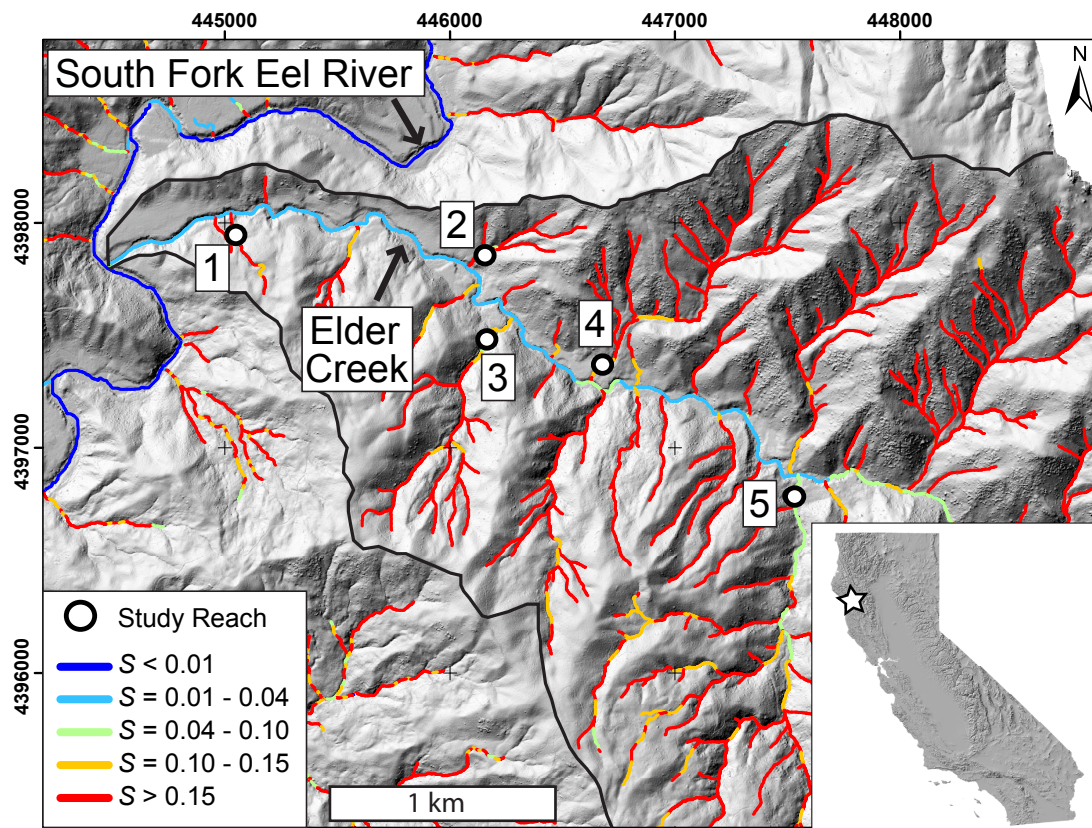 445000 446000 447000 448000
N
South Fork Eel River
4398000
4397000
4396000
1
2
3
4
5
Elder
Creek
Study Reach
S < 0.01
S = 0.01 - 0.04
S = 0.04 - 0.10
S = 0.10 - 0.15
S > 0.15
1 km